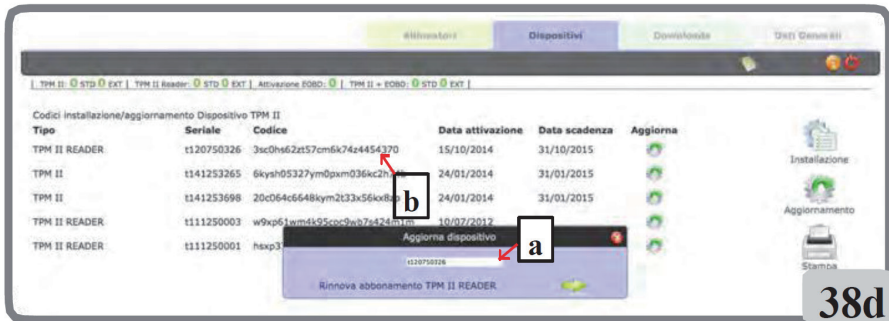 Attivatori Dispositivi Downloads Dati Generali
TPM II: 0 STD 0 EXT | TPM II Reader: 0 STD 0 EXT | Attivazione EOBD: 0 | TPM II + EOBD: 0 STD 0 EXT |
Codici installazione/aggiornamento Dispositivo TPM II
Tipo Seriale Codice Data attivazione Data scadenza Aggiorna
TPM II READER t120750326 3sc0hs62zt57cm6k74z4454370 15/10/2014 31/10/2015
TPM II t141253265 24/01/2014 31/01/2015
TPM II t141253698 24/01/2014 31/01/2015
TPM II READER t111250003 10/07/2012
TPM II READER t111250001
Installazione
Aggiornamento
Stampa
b
Aggiorna dispositivo
t120750326
a
Rinnova abbonamento TPM II READER
38d